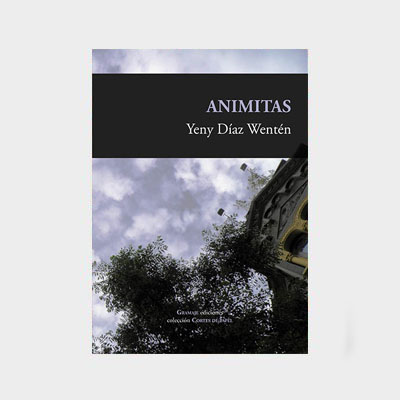 ANIMITAS
Yeny Díaz Wentén
GRAMAJE ediciones
colección CORTES DE PAPEL